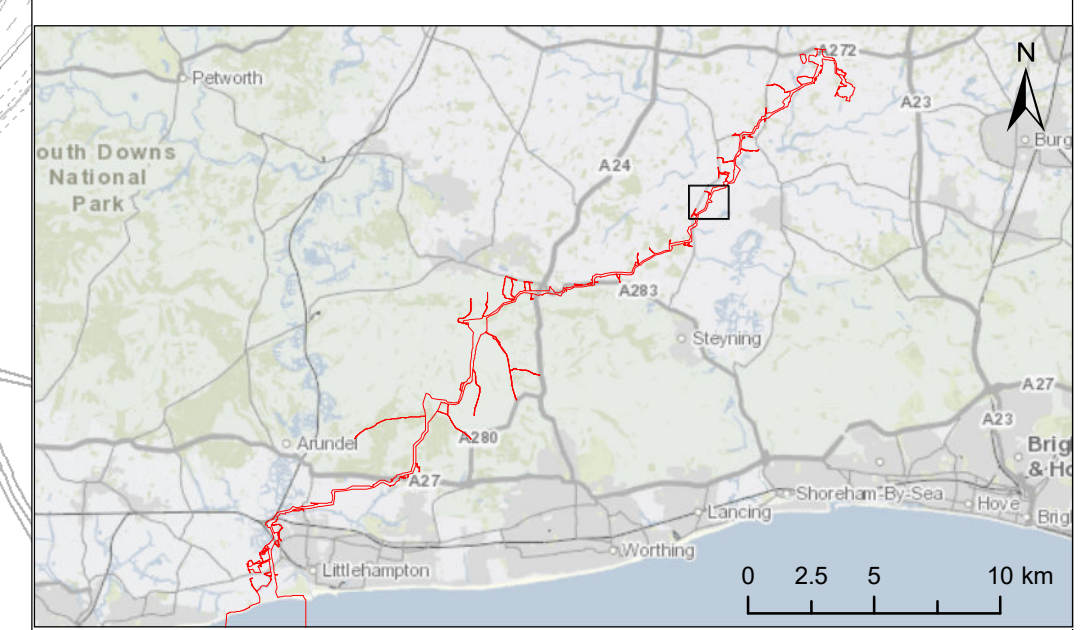 A272
Petworth
N
A23
Burg
outh Downs
National
Park
A24
A283
Steyning
A27
A23
Arundel
A280
Brig
& Ho
A27
Shoreham-By-Sea
Hove
Lancing
Brigl
Worthing
Littlehampton
0 2.5 5 10 km